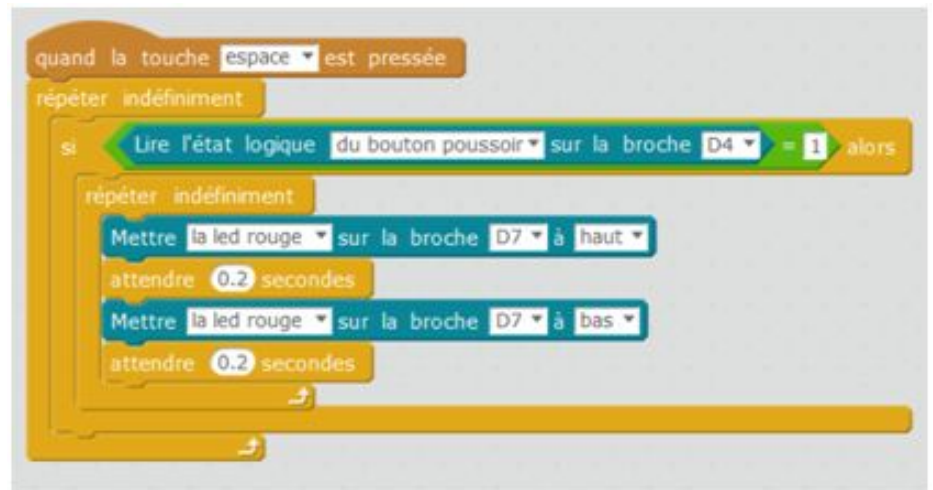 quand la touche espace est pressée
répéter indéfiniment
si Lire l'état logique du bouton poussoir sur la broche D4 = 1 alors
répéter indéfiniment
Mettre la led rouge sur la broche D7 à haut
attendre 0.2 secondes
Mettre la led rouge sur la broche D7 à bas
attendre 0.2 secondes